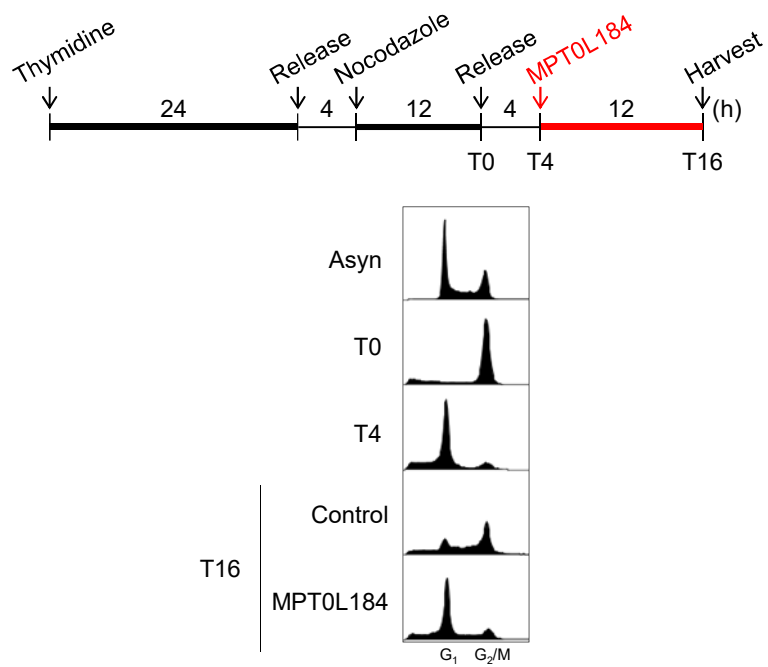 Thymidine
Release
Nocodazole
Release
MPT0L184
Harvest
24
4
12
4
12
(h)
T0
T4
T16
Asyn
T0
T4
Control
T16
MPT0L184
G₁
G₂/M